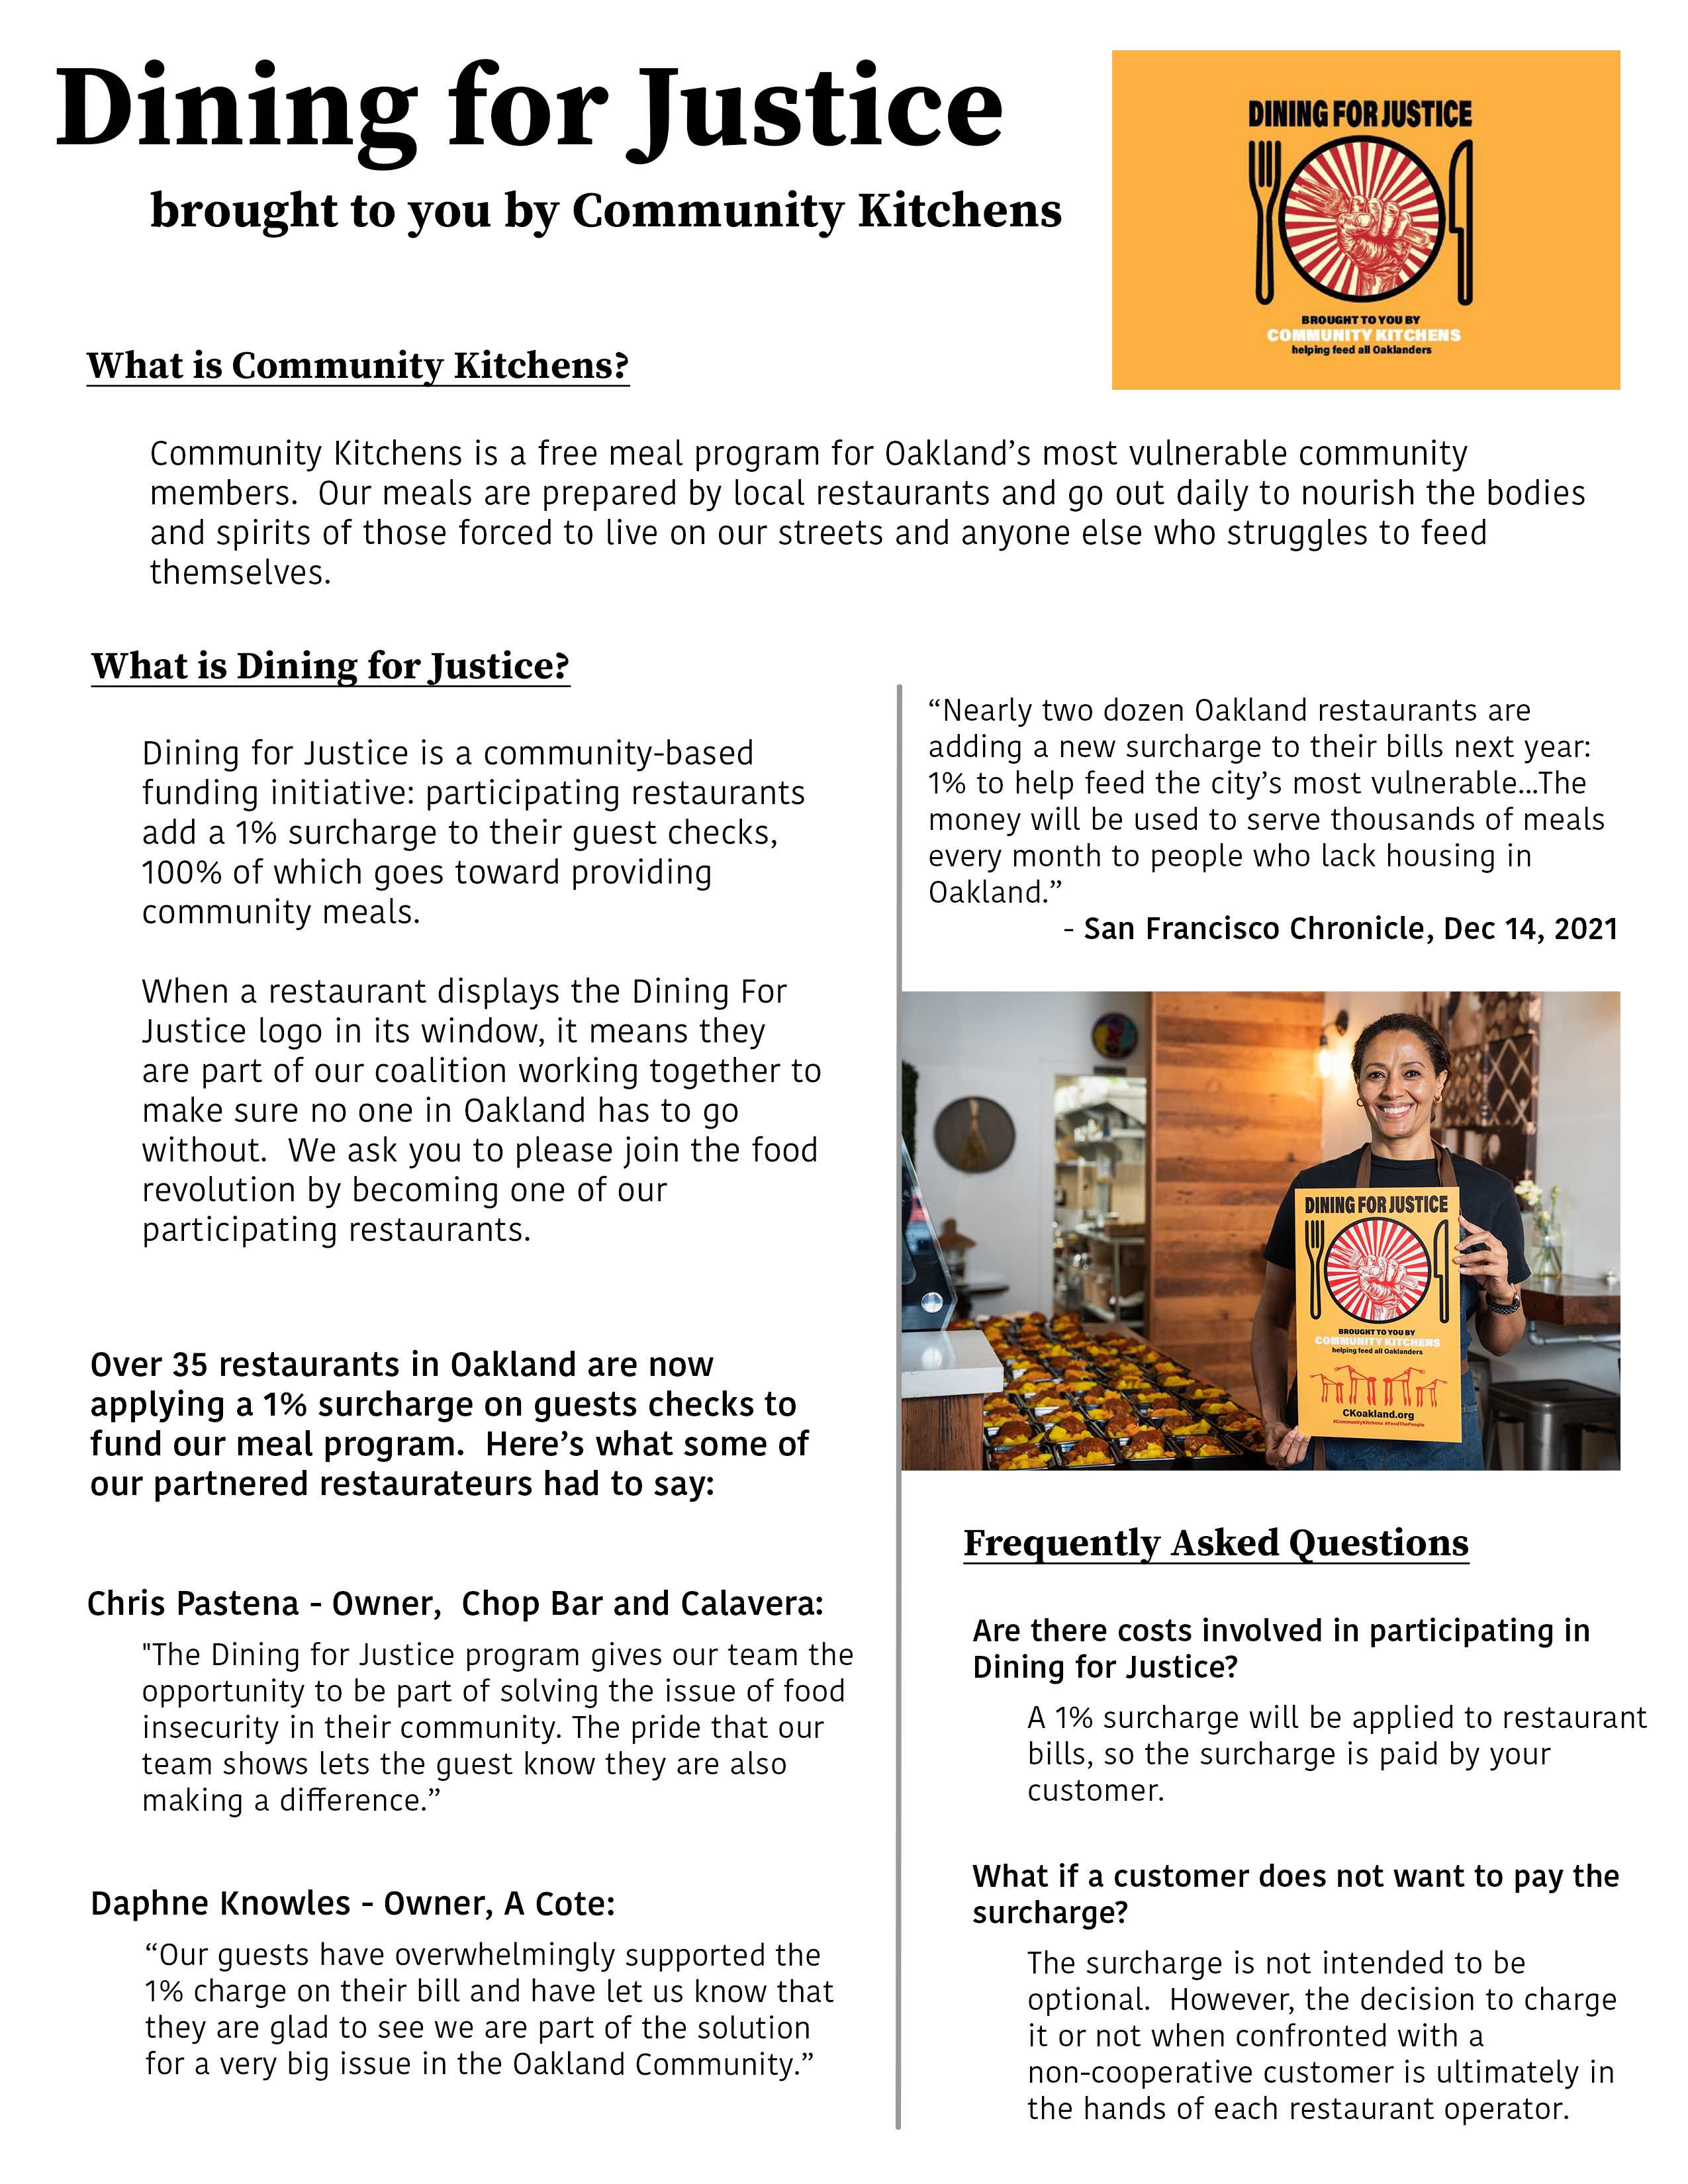 Dining for Justice
brought to you by Community Kitchens
DINING FOR JUSTICE
BROUGHT TO YOU BY
COMMUNITY KITCHENS
helping feed all Oaklanders
What is Community Kitchens?
Community Kitchens is a free meal program for Oakland’s most vulnerable community
members.  Our meals are prepared by local restaurants and go out daily to nourish the bodies
and spirits of those forced to live on our streets and anyone else who struggles to feed
themselves.
What is Dining for Justice?
Dining for Justice is a community-based
funding initiative: participating restaurants
add a 1% surcharge to their guest checks,
100% of which goes toward providing
community meals.
When a restaurant displays the Dining For
Justice logo in its window, it means they
are part of our coalition working together to
make sure no one in Oakland has to go
without.  We ask you to please join the food
revolution by becoming one of our
participating restaurants.
Over 35 restaurants in Oakland are now
applying a 1% surcharge on guests checks to
fund our meal program.  Here’s what some of
our partnered restaurateurs had to say:
Chris Pastena - Owner,  Chop Bar and Calavera:
"The Dining for Justice program gives our team the
opportunity to be part of solving the issue of food
insecurity in their community. The pride that our
team shows lets the guest know they are also
making a difference.”
Daphne Knowles - Owner, A Cote:
“Our guests have overwhelmingly supported the
1% charge on their bill and have let us know that
they are glad to see we are part of the solution
for a very big issue in the Oakland Community.”
“Nearly two dozen Oakland restaurants are
adding a new surcharge to their bills next year:
1% to help feed the city’s most vulnerable...The
money will be used to serve thousands of meals
every month to people who lack housing in
Oakland.”
- San Francisco Chronicle, Dec 14, 2021
DINING FOR JUSTICE
BROUGHT TO YOU BY
COMMUNITY KITCHENS
helping feed all Oaklanders
CKoakland.org
#CommunityKitchens #FeedThePeople
Frequently Asked Questions
Are there costs involved in participating in
Dining for Justice?
A 1% surcharge will be applied to restaurant
bills, so the surcharge is paid by your
customer.
What if a customer does not want to pay the
surcharge?
The surcharge is not intended to be
optional.  However, the decision to charge
it or not when confronted with a
non-cooperative customer is ultimately in
the hands of each restaurant operator.